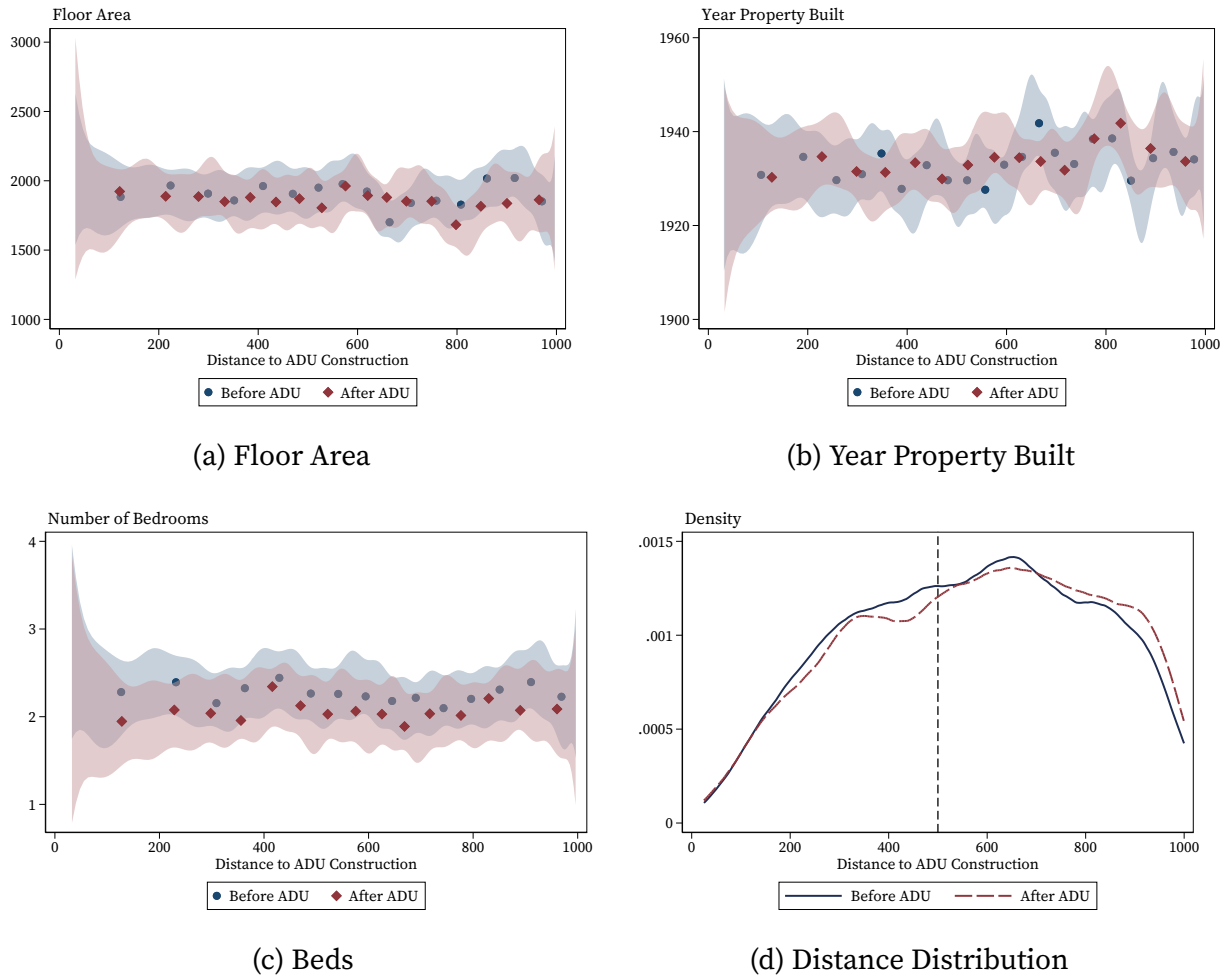 Floor Area
3000
2500
2000
1500
1000
0 200 400 600 800 1000
Distance to ADU Construction
Before ADU After ADU
(a) Floor Area
Year Property Built
1960
1940
1920
1900
0 200 400 600 800 1000
Distance to ADU Construction
Before ADU After ADU
(b) Year Property Built
Number of Bedrooms
4
3
2
1
0 200 400 600 800 1000
Distance to ADU Construction
Before ADU After ADU
(c) Beds
Density
.0015
.001
.0005
0
0 200 400 600 800 1000
Distance to ADU Construction
Before ADU After ADU
(d) Distance Distribution